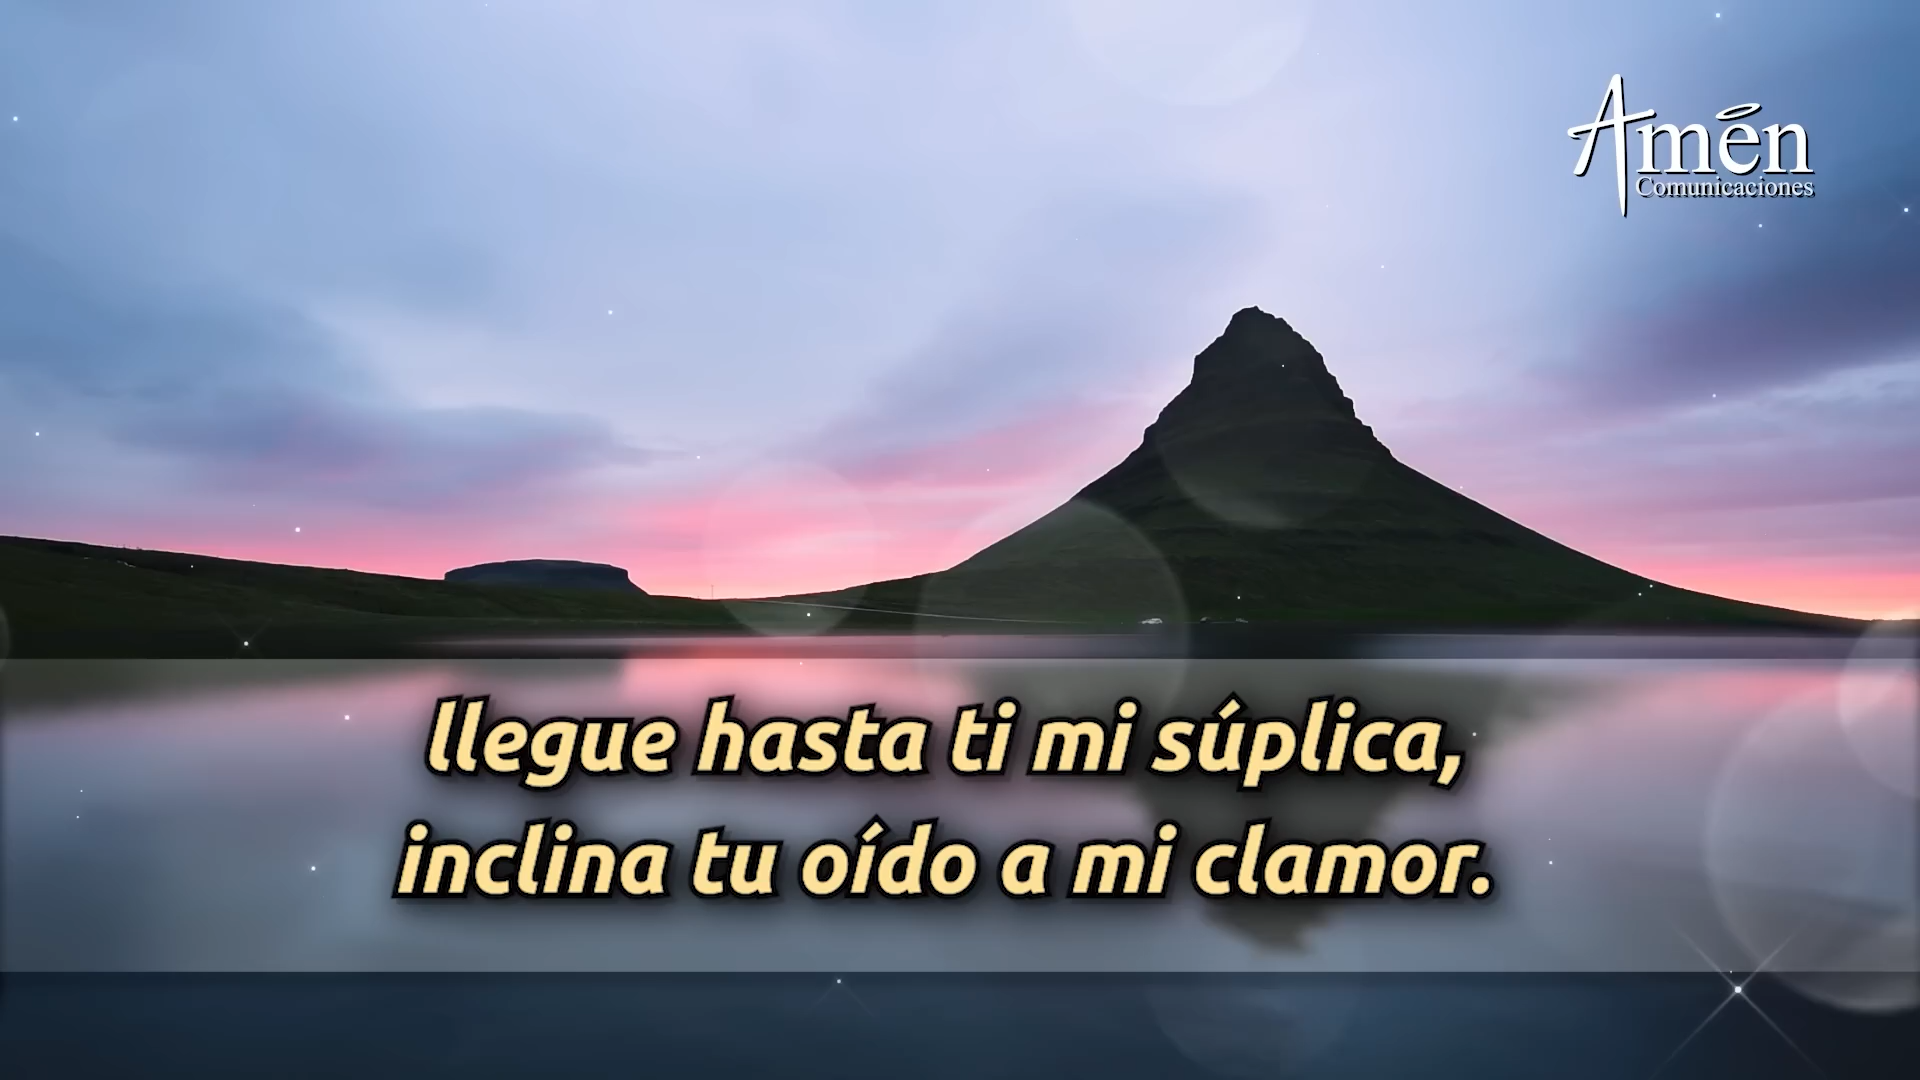 Amén
Comunicaciones
llegue hasta ti mi súplica,
inclina tu oído a mi clamor.